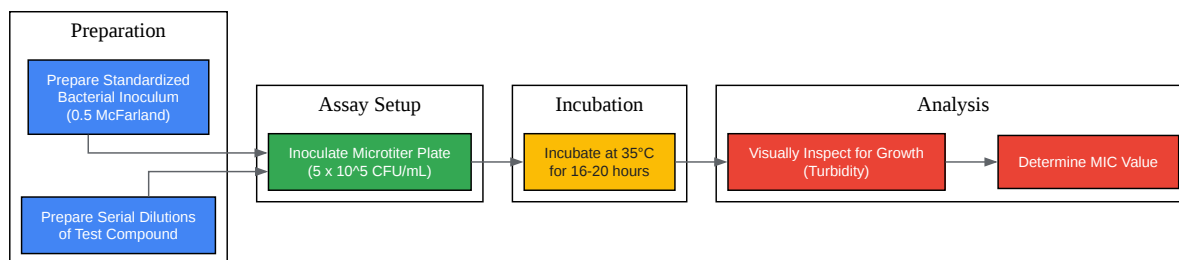 Preparation
Prepare Standardized
Bacterial Inoculum
(0.5 McFarland)
Prepare Serial Dilutions
of Test Compound
Assay Setup
Inoculate Microtiter Plate
(5 x 10^5 CFU/mL)
Incubation
Incubate at 35°C
for 16-20 hours
Analysis
Visually Inspect for Growth
(Turbidity)
Determine MIC Value